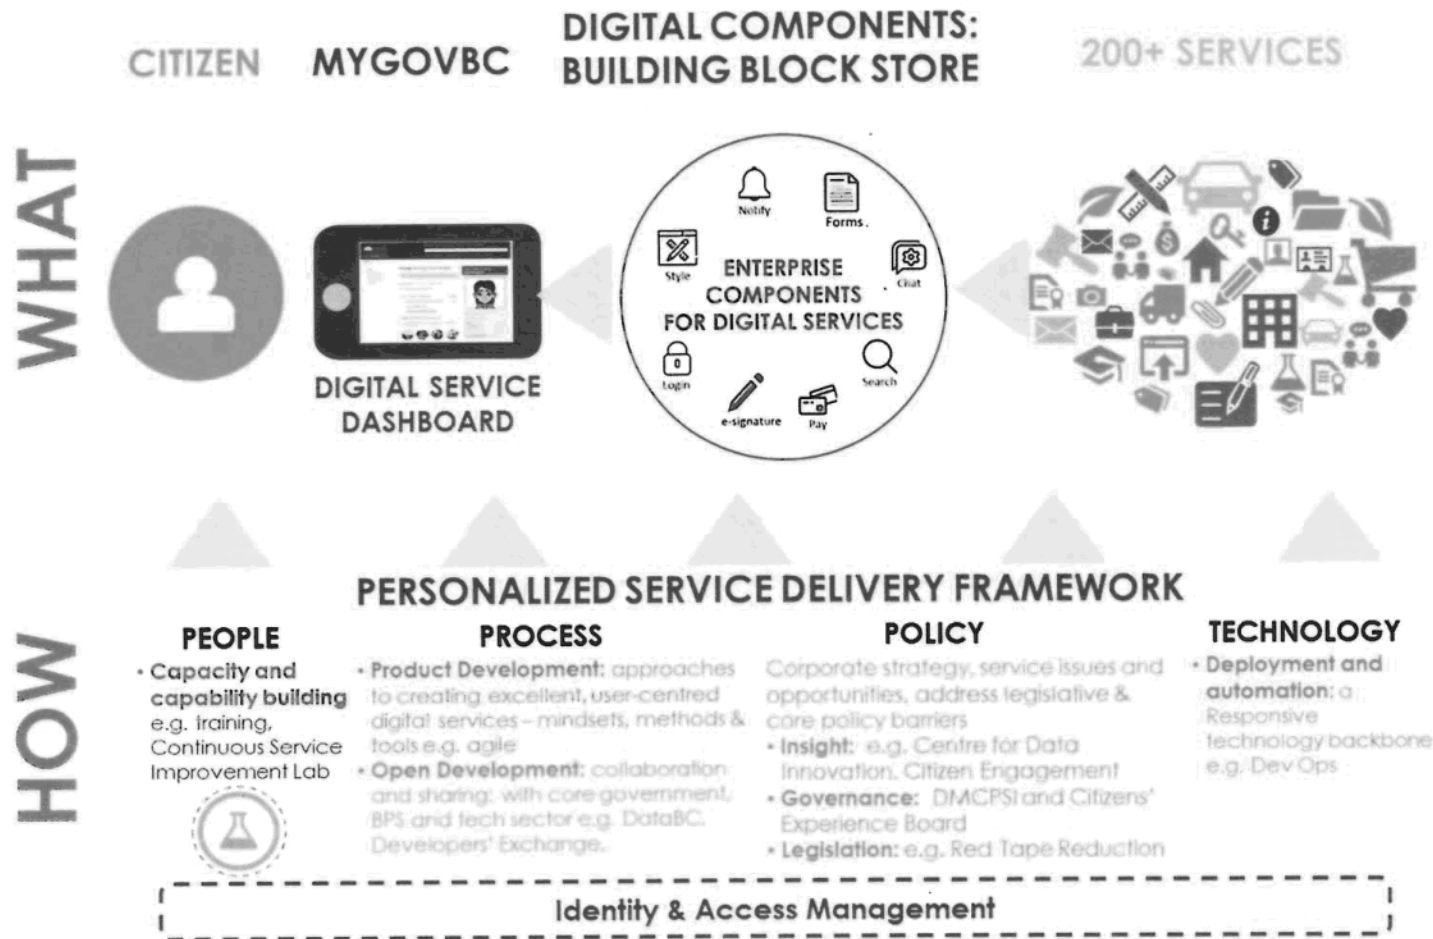 CITIZEN
MYGOVBC
DIGITAL COMPONENTS:
BUILDING BLOCK STORE
200+ SERVICES
WHAT
DIGITAL SERVICE
DASHBOARD
Notify
Forms.
Style
Chat
ENTERPRISE
COMPONENTS
FOR DIGITAL SERVICES
Login
Search
e-signature
Pay
HOW
PERSONALIZED SERVICE DELIVERY FRAMEWORK
PEOPLE
• Capacity and
capability building
e.g. training,
Continuous Service
Improvement Lab
PROCESS
• Product Development: approaches
to creating excellent, user-centred
digital services – mindsets, methods &
tools e.g. agile
• Open Development: collaboration
and sharing: with core government,
BPS and tech sector e.g. DataBC,
Developers' Exchange,
POLICY
Corporate strategy, service issues and
opportunities, address legislative &
core policy barriers
• Insight: e.g. Centre for Data
Innovation, Citizen Engagement
• Governance: DMCPSI and Citizens'
Experience Board
• Legislation: e.g. Red Tape Reduction
TECHNOLOGY
• Deployment and
automation: a
Responsive
technology backbone
e.g. Dev Ops
Identity & Access Management